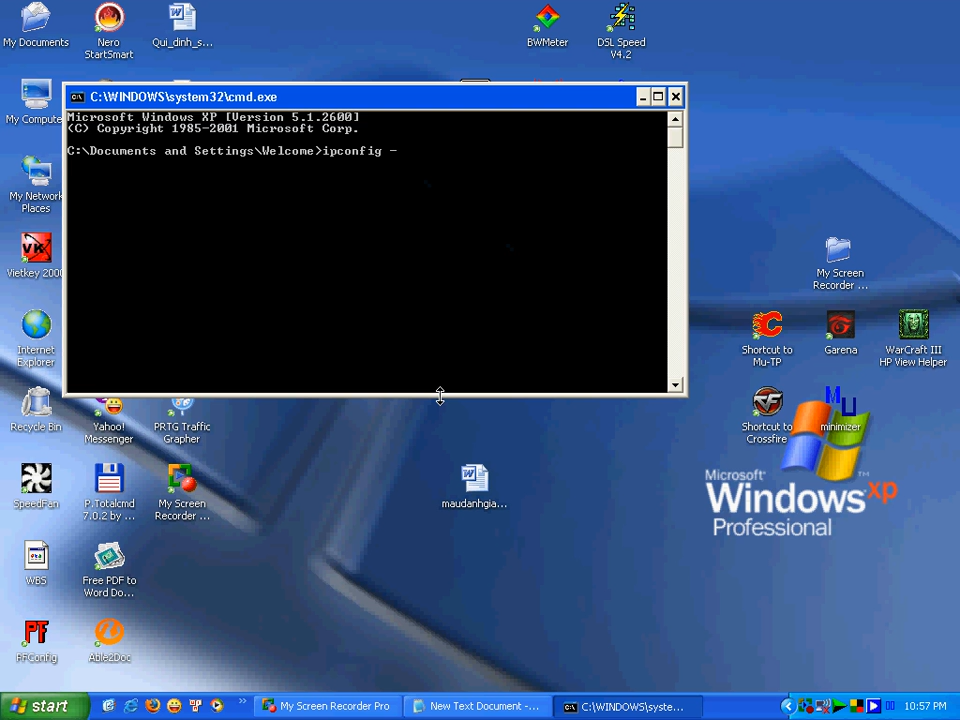 My Documents
Nero
StartSmart
Qui_dinh_s...
BWMeter
DSL Speed
V4.2
C:\WINDOWS\system32\cmd.exe
Microsoft Windows XP [Version 5.1.2600]
(C) Copyright 1985-2001 Microsoft Corp.
C:\Documents and Settings\Welcome>ipconfig -
My Compute
My Network
Places
Vietkey 2000
Internet
Explorer
Recycle Bin
Yahoo!
Messenger
PRTG Traffic
Grapher
My Screen
Recorder ...
Shortcut to
Mu-TP
Garena
WarCraft III
HP View Helper
Shortcut to
Crossfire
MU
minimizer
SpeedFan
P.Totalcmd
7.0.2 by ...
My Screen
Recorder ...
maudanhgia...
Microsoft
Windows xp
Professional
WBS
Free PDF to
Word Do...
FFConfig
Able2Doc
start
My Screen Recorder Pro
New Text Document -...
C:\WINDOWS\syste...
10:57 PM